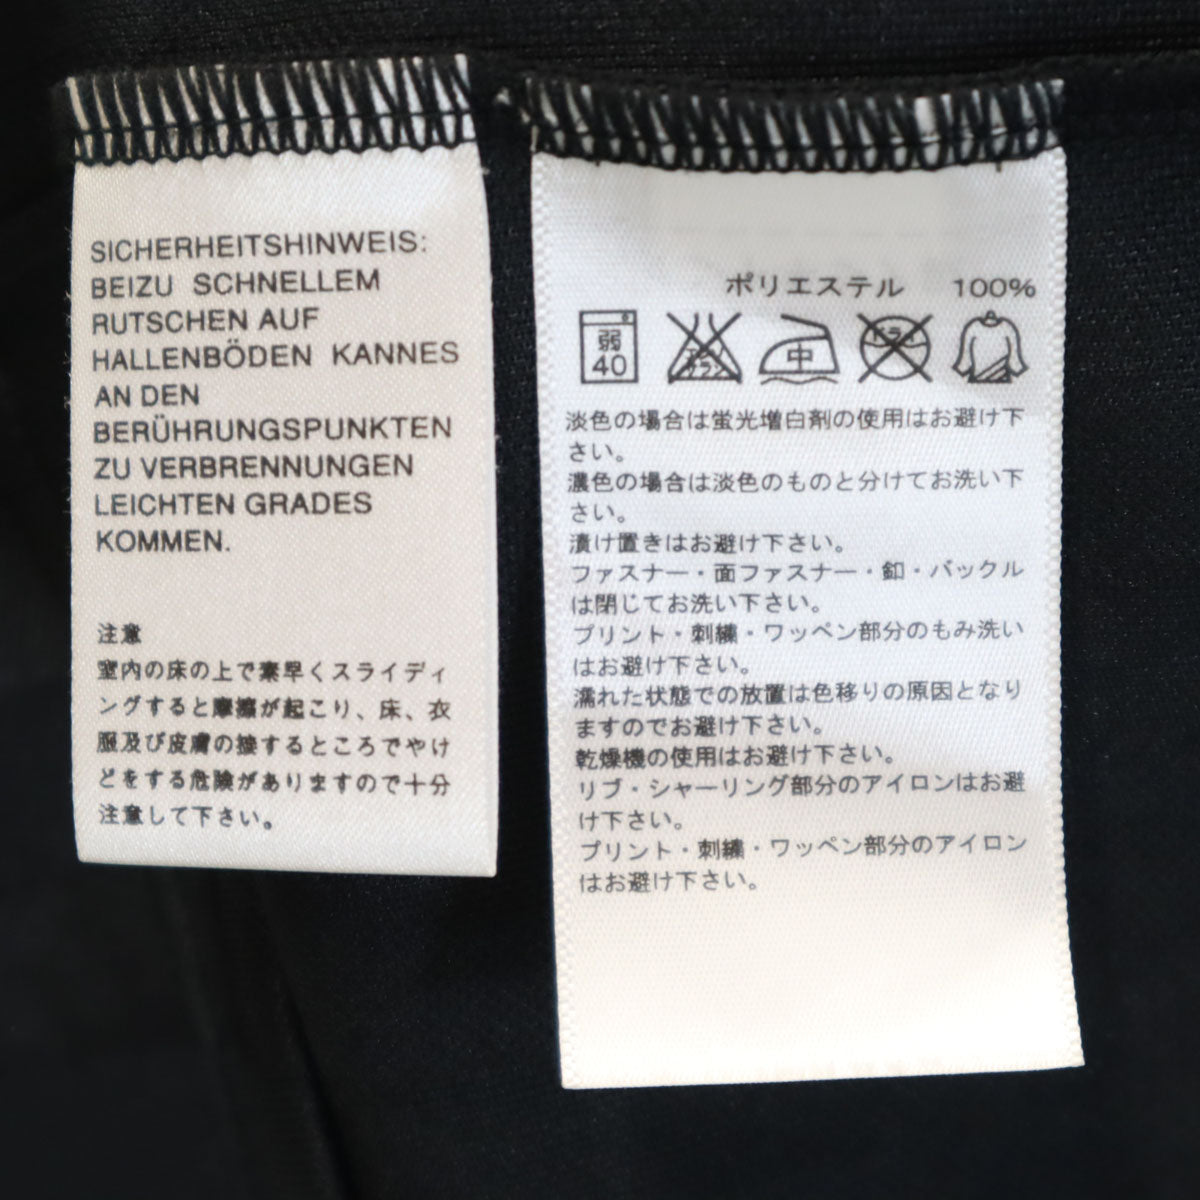 SICHERHEITSHINWEIS:
BEIZU SCHNELLEM
RUTSCHEN AUF
HALLENBÖDEN KANNES
AN DEN
BERÜHRUNGSPUNKTEN
ZU VERBRENNUNGEN
LEICHTEN GRADES
KOMMEN.
注意
室内の床の上で素早くスライディ
ングすると摩擦が起こり、床、衣
服及び皮膚の接するところでやけ
どをする危険がありますので十分
注意して下さい。
ポリエステル 100%
弱
40
エンソ
サラシ
中
ドライ
淡色の場合は蛍光増白剤の使用はお避け下
さい。
濃色の場合は淡色のものと分けてお洗い下
さい。
漬け置きはお避け下さい。
ファスナー・面ファスナー・釦・バックル
は閉じてお洗い下さい。
プリント・刺繍・ワッペン部分のもみ洗い
はお避け下さい。
濡れた状態での放置は色移りの原因となり
ますのでお避け下さい。
乾燥機の使用はお避け下さい。
リブ・シャーリング部分のアイロンはお避
け下さい。
プリント・刺繍・ワッペン部分のアイロン
はお避け下さい。